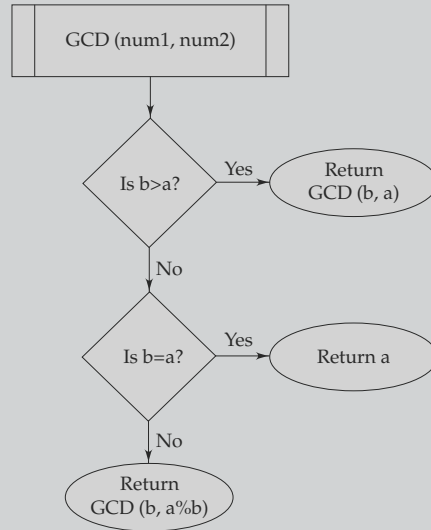 GCD (num1, num2)
Is b>a?
Yes
Return
GCD (b, a)
No
Is b=a?
Yes
Return a
No
Return
GCD (b, a%b)